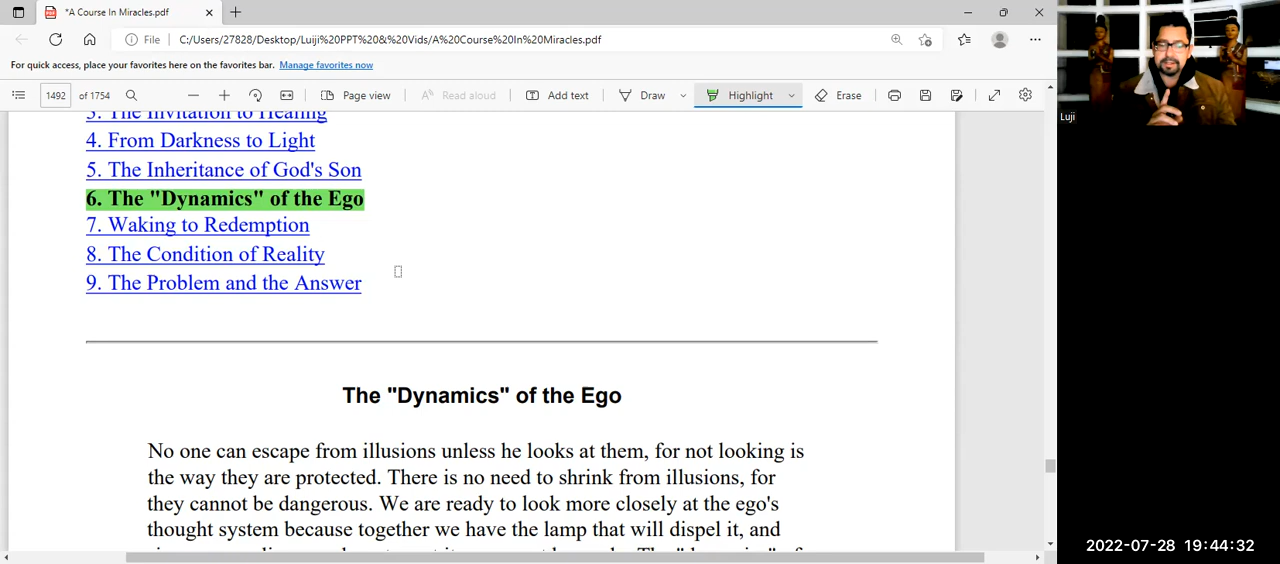 *A Course In Miracles.pdf
File C:/Users/27828/Desktop/Luiji%20PPT%20&%20Vids/A%20Course%20In%20Miracles.pdf
For quick access, place your favorites here on the favorites bar. Manage favorites now
1492 of 1754 Page view Read aloud Add text Draw Highlight Erase
3. The Invitation to Healing
4. From Darkness to Light
5. The Inheritance of God's Son
6. The "Dynamics" of the Ego
7. Waking to Redemption
8. The Condition of Reality
9. The Problem and the Answer
The "Dynamics" of the Ego
No one can escape from illusions unless he looks at them, for not looking is
the way they are protected. There is no need to shrink from illusions, for
they cannot be dangerous. We are ready to look more closely at the ego's
thought system because together we have the lamp that will dispel it, and
Luji
2022-07-28 19:44:32